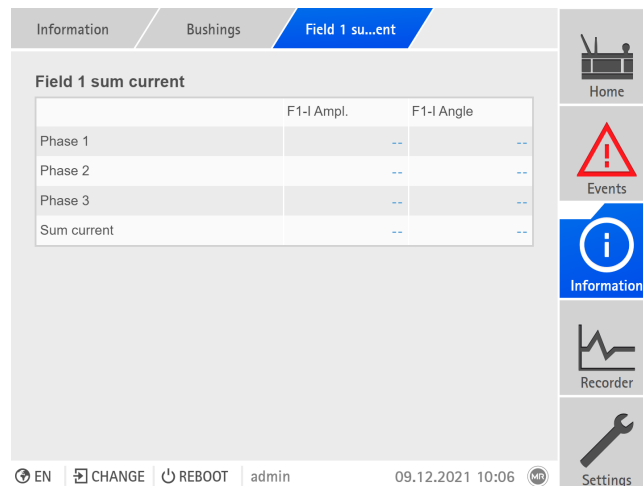 Information Bushings Field 1 su...ent
Field 1 sum current
F1-I Ampl. F1-I Angle
Phase 1 -- --
Phase 2 -- --
Phase 3 -- --
Sum current -- --
Home
Events
Information
Recorder
Settings
EN CHANGE REBOOT admin 09.12.2021 10:06 MR